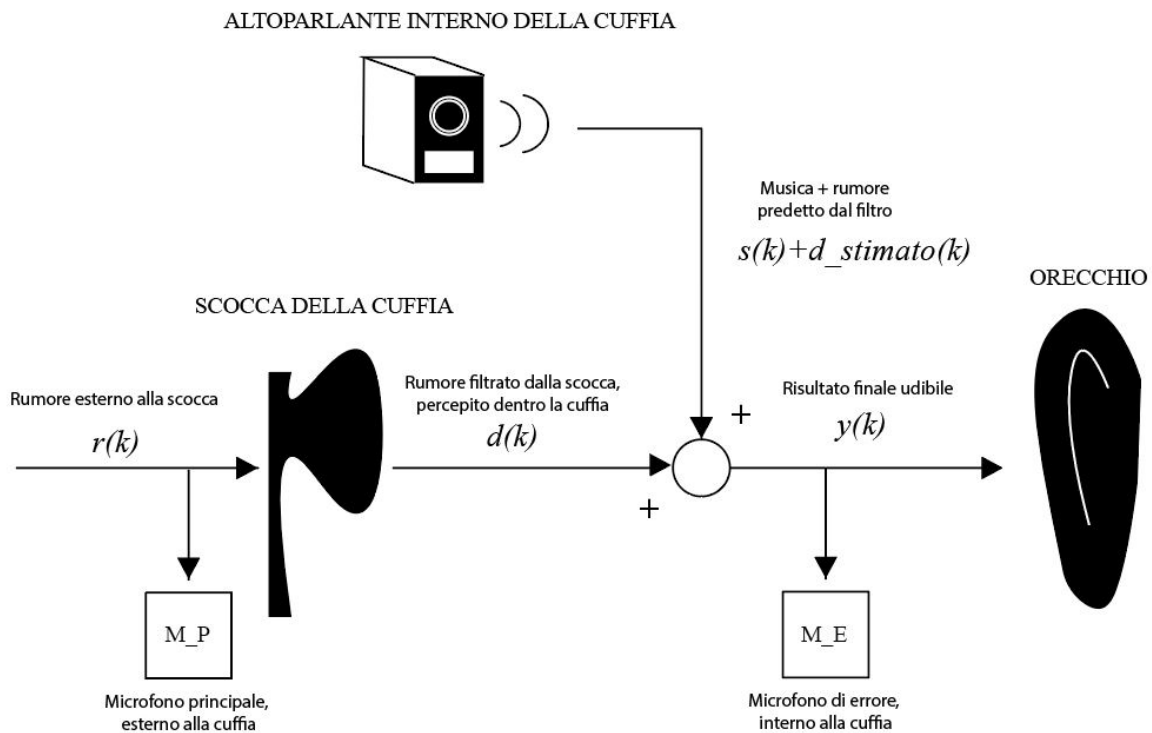 ALTOPARLANTE INTERNO DELLA CUFFIA
Musica + rumore
predetto dal filtro
s(k)+d_stimato(k)
ORECCHIO
SCOCCA DELLA CUFFIA
Rumore esterno alla scocca
r(k)
Rumore filtrato dalla scocca,
percepito dentro la cuffia
d(k)
+
Risultato finale udibile
y(k)
+
M_P
Microfono principale,
esterno alla cuffia
M_E
Microfono di errore,
interno alla cuffia